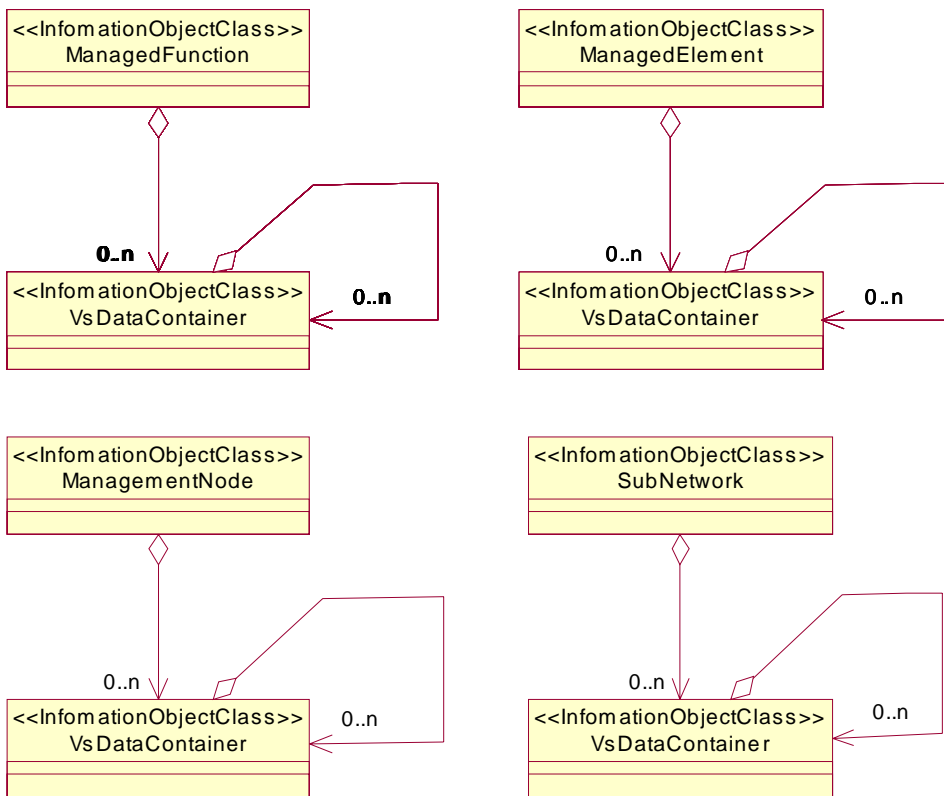 <<InfomationObjectClass>>
ManagedFunction
0..n
<<InfomationObjectClass>>
VsDataContainer
0..n
<<InfomationObjectClass>>
ManagedElement
0..n
<<InfomationObjectClass>>
VsDataContainer
0..n
<<InfomationObjectClass>>
ManagementNode
0..n
<<InfomationObjectClass>>
VsDataContainer
0..n
<<InfomationObjectClass>>
SubNetwork
0..n
<<InfomationObjectClass>>
VsDataContainer
0..n